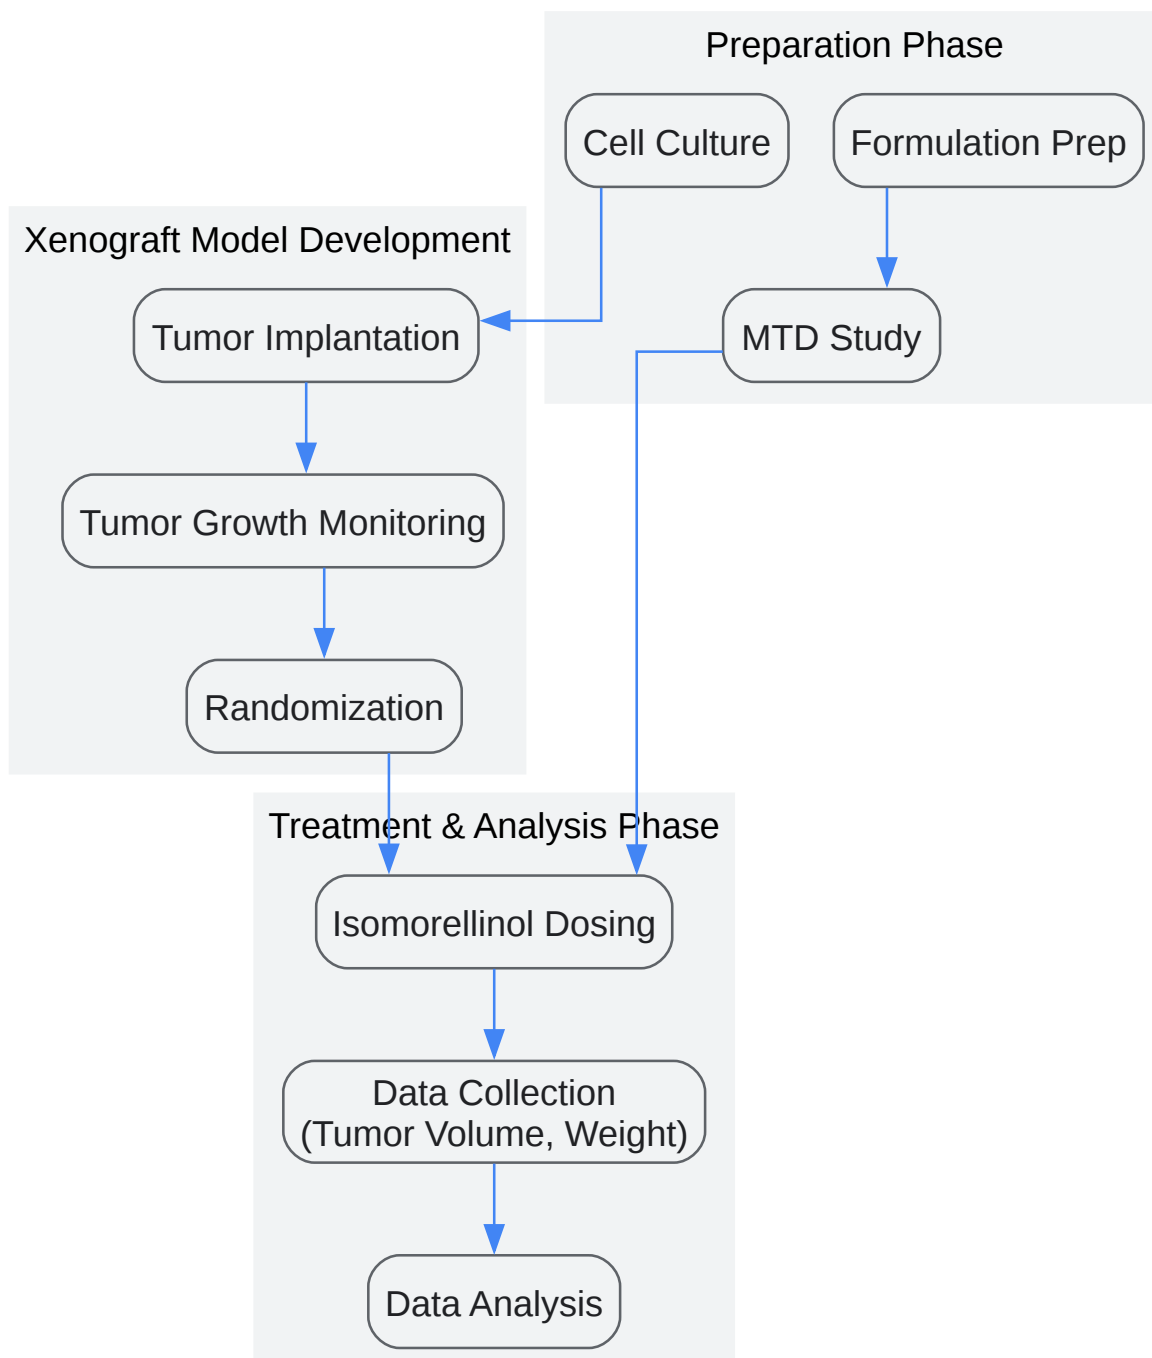 Preparation Phase
Cell Culture
Formulation Prep
Xenograft Model Development
Tumor Implantation
MTD Study
Tumor Growth Monitoring
Randomization
Treatment & Analysis Phase
Isomorellinol Dosing
Data Collection
(Tumor Volume, Weight)
Data Analysis